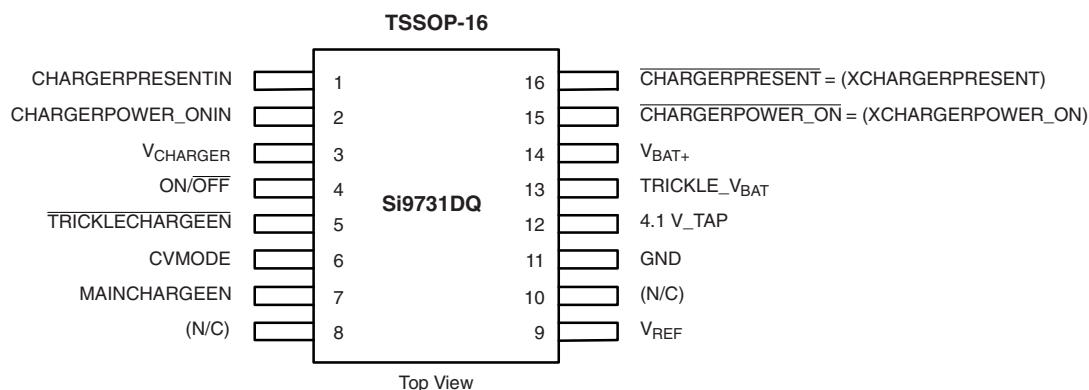 TSSOP-16
CHARGERPRESENTIN 1 16 CHARGERPRESENT = (XCHARGERPRESENT)
CHARGERPOWER_ONIN 2 15 CHARGERPOWER_ON = (XCHARGERPOWER_ON)
VCHARGER 3 14 VBAT+
ON/OFF 4 13 TRICKLE_VBAT
Si9731DQ
TRICKLECHARGEEN 5 12 4.1 V_TAP
CVMODE 6 11 GND
MAINCHARGEEN 7 10 (N/C)
(N/C) 8 9 VREF
Top View